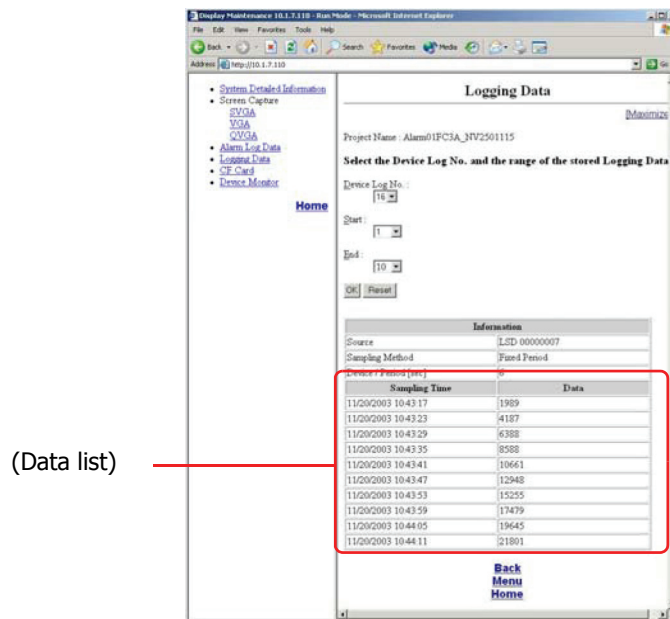 Display Maintenance 10.1.7.110 - Run Mode - Microsoft Internet Explorer
File Edit View Favorites Tools Help
Back Search Favorites Media
Address http://10.1.7.110 Go
System Detailed Information
Screen Capture
SVGA
VGA
QVGA
Alarm Log Data
Logging Data
CF Card
Device Monitor
Home
Logging Data
[Maximize
Project Name : Alarm01FC3A_NV2501115
Select the Device Log No. and the range of the stored Logging Data
Device Log No. :
16
Start :
1
End :
10
OK Reset
Information
Source LSD 00000007
Sampling Method Fixed Period
Device / Period [sec] 6
Sampling Time Data
11/20/2003 10:43:17 1989
11/20/2003 10:43:23 4187
11/20/2003 10:43:29 6388
11/20/2003 10:43:35 8588
11/20/2003 10:43:41 10661
11/20/2003 10:43:47 12948
11/20/2003 10:43:53 15255
11/20/2003 10:43:59 17479
11/20/2003 10:44:05 19645
11/20/2003 10:44:11 21801
(Data list)
Back
Menu
Home